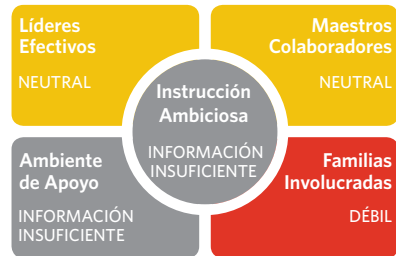 Líderes
Efectivos
NEUTRAL
Maestros
Colaboradores
NEUTRAL
Instrucción
Ambiciosa
INFORMACIÓN
INSUFICIENTE
Ambiente
de Apoyo
INFORMACIÓN
INSUFICIENTE
Familias
Involucradas
DÉBIL